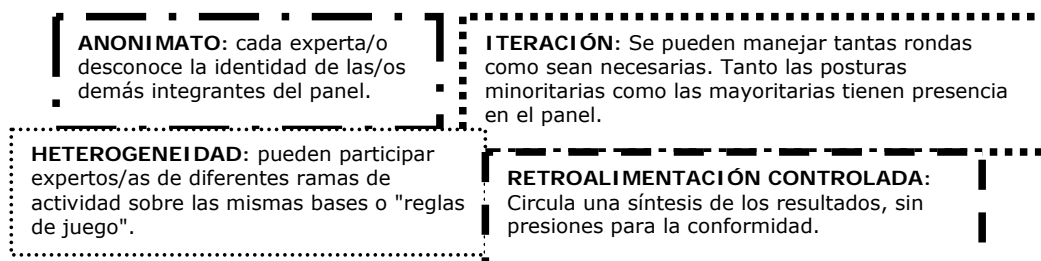 ANONIMATO: cada experta/o
desconoce la identidad de las/os
demás integrantes del panel.
ITERACIÓN: Se pueden manejar tantas rondas
como sean necesarias. Tanto las posturas
minoritarias como las mayoritarias tienen presencia
en el panel.
HETEROGENEIDAD: pueden participar
expertos/as de diferentes ramas de
actividad sobre las mismas bases o "reglas
de juego".
RETROALIMENTACIÓN CONTROLADA:
Circula una síntesis de los resultados, sin
presiones para la conformidad.